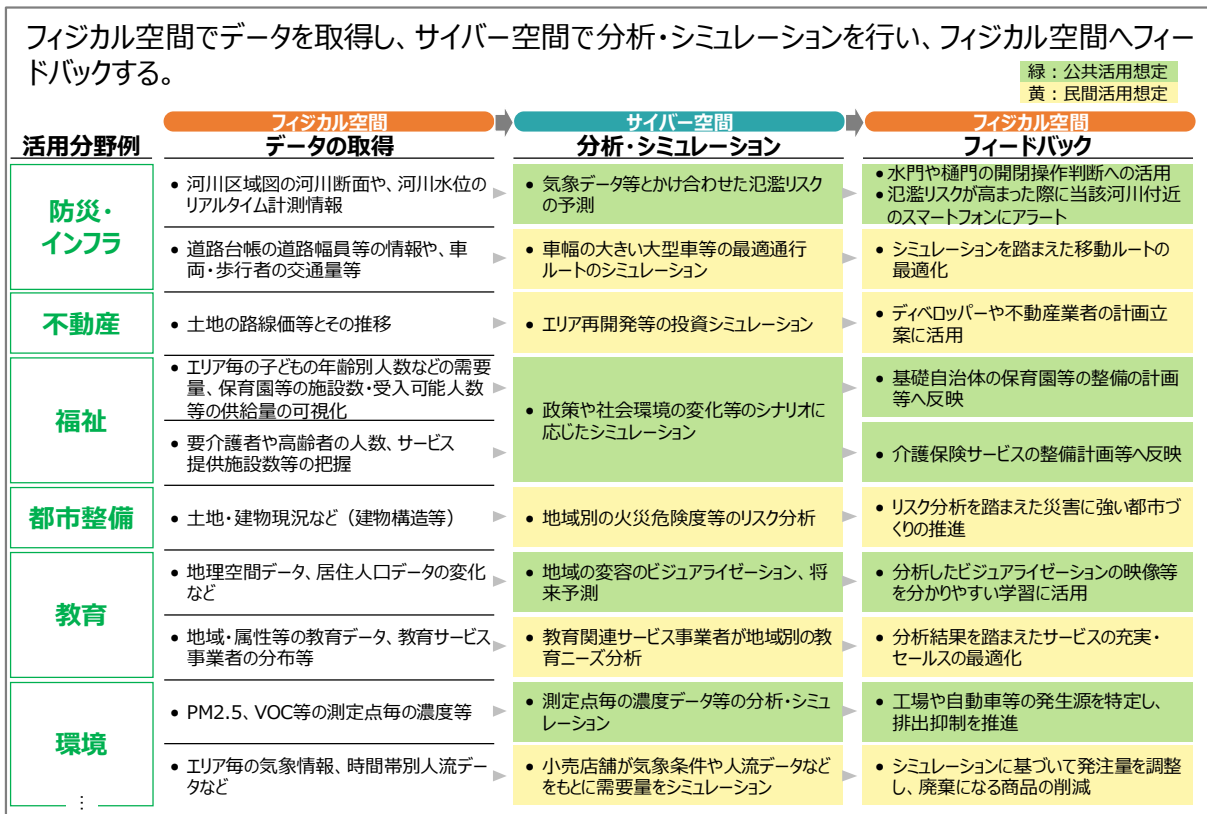 フィジカル空間でデータを取得し、サイバー空間で分析・シミュレーションを行い、フィジカル空間へフィー
ドバックする。
緑：公共活用想定
黄：民間活用想定
フィジカル空間
サイバー空間
フィジカル空間
活用分野例
データの取得
分析・シミュレーション
フィードバック
防災・
インフラ
• 河川区域図の河川断面や、河川水位の
リアルタイム計測情報
• 気象データ等とかけ合わせた氾濫リスク
の予測
• 水門や樋門の開閉操作判断への活用
• 氾濫リスクが高まった際に当該河川付近
のスマートフォンにアラート
• 道路台帳の道路幅員等の情報や、車
両・歩行者の交通量等
• 車幅の大きい大型車等の最適通行
ルートのシミュレーション
• シミュレーションを踏まえた移動ルートの
最適化
不動産
• 土地の路線価等とその推移
• エリア再開発等の投資シミュレーション
• ディベロッパーや不動産業者の計画立
案に活用
福祉
• エリア毎の子どもの年齢別人数などの需要
量、保育園等の施設数・受入可能人数
等の供給量の可視化
• 政策や社会環境の変化等のシナリオに
応じたシミュレーション
• 基礎自治体の保育園等の整備の計画
等へ反映
• 要介護者や高齢者の人数、サービス
提供施設数等の把握
• 介護保険サービスの整備計画等へ反映
都市整備
• 土地・建物現況など（建物構造等）
• 地域別の火災危険度等のリスク分析
• リスク分析を踏まえた災害に強い都市づ
くりの推進
教育
• 地理空間データ、居住人口データの変化
など
• 地域の変容のビジュアライゼーション、将
来予測
• 分析したビジュアライゼーションの映像等
を分かりやすい学習に活用
• 地域・属性等の教育データ、教育サービス
事業者の分布等
• 教育関連サービス事業者が地域別の教
育ニーズ分析
• 分析結果を踏まえたサービスの充実・
セールスの最適化
環境
• PM2.5、VOC等の測定点毎の濃度等
• 測定点毎の濃度データ等の分析・シミュ
レーション
• 工場や自動車等の発生源を特定し、
排出抑制を推進
• エリア毎の気象情報、時間帯別人流デー
タなど
• 小売店舗が気象条件や人流データなど
をもとに需要量をシミュレーション
• シミュレーションに基づいて発注量を調整
し、廃棄になる商品の削減
⋮